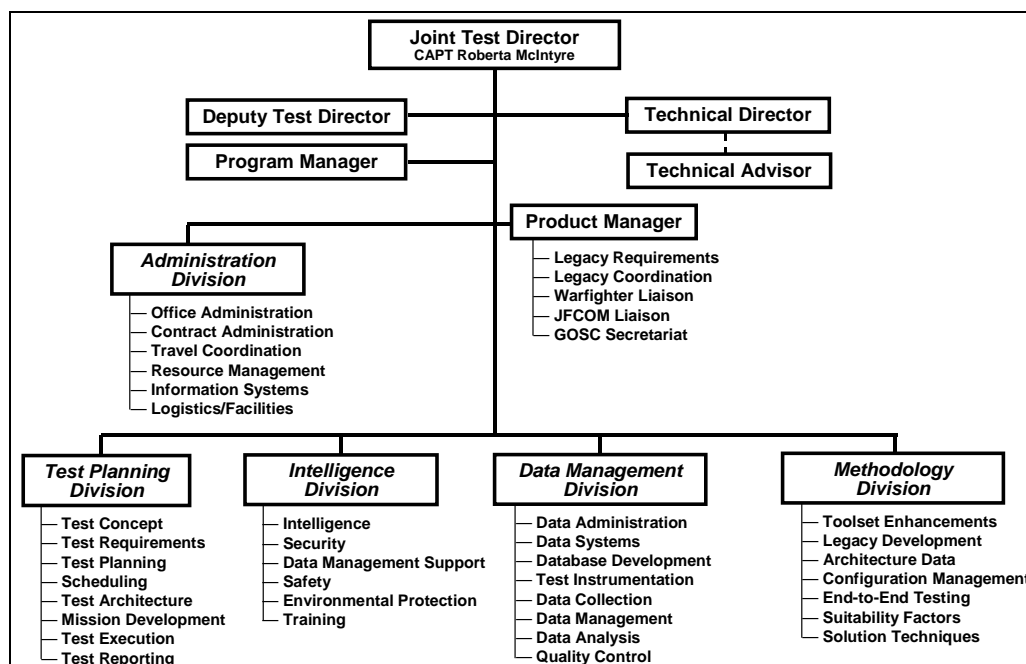 Joint Test Director
CAPT Roberta McIntyre
Deputy Test Director
Technical Director
Program Manager
Technical Advisor
Product Manager
Legacy Requirements
Legacy Coordination
Warfighter Liaison
JFCOM Liaison
GOSC Secretariat
Administration
Division
Office Administration
Contract Administration
Travel Coordination
Resource Management
Information Systems
Logistics/Facilities
Test Planning
Division
Test Concept
Test Requirements
Test Planning
Scheduling
Test Architecture
Mission Development
Test Execution
Test Reporting
Intelligence
Division
Intelligence
Security
Data Management Support
Safety
Environmental Protection
Training
Data Management
Division
Data Administration
Data Systems
Database Development
Test Instrumentation
Data Collection
Data Management
Data Analysis
Quality Control
Methodology
Division
Toolset Enhancements
Legacy Development
Architecture Data
Configuration Management
End-to-End Testing
Suitability Factors
Solution Techniques